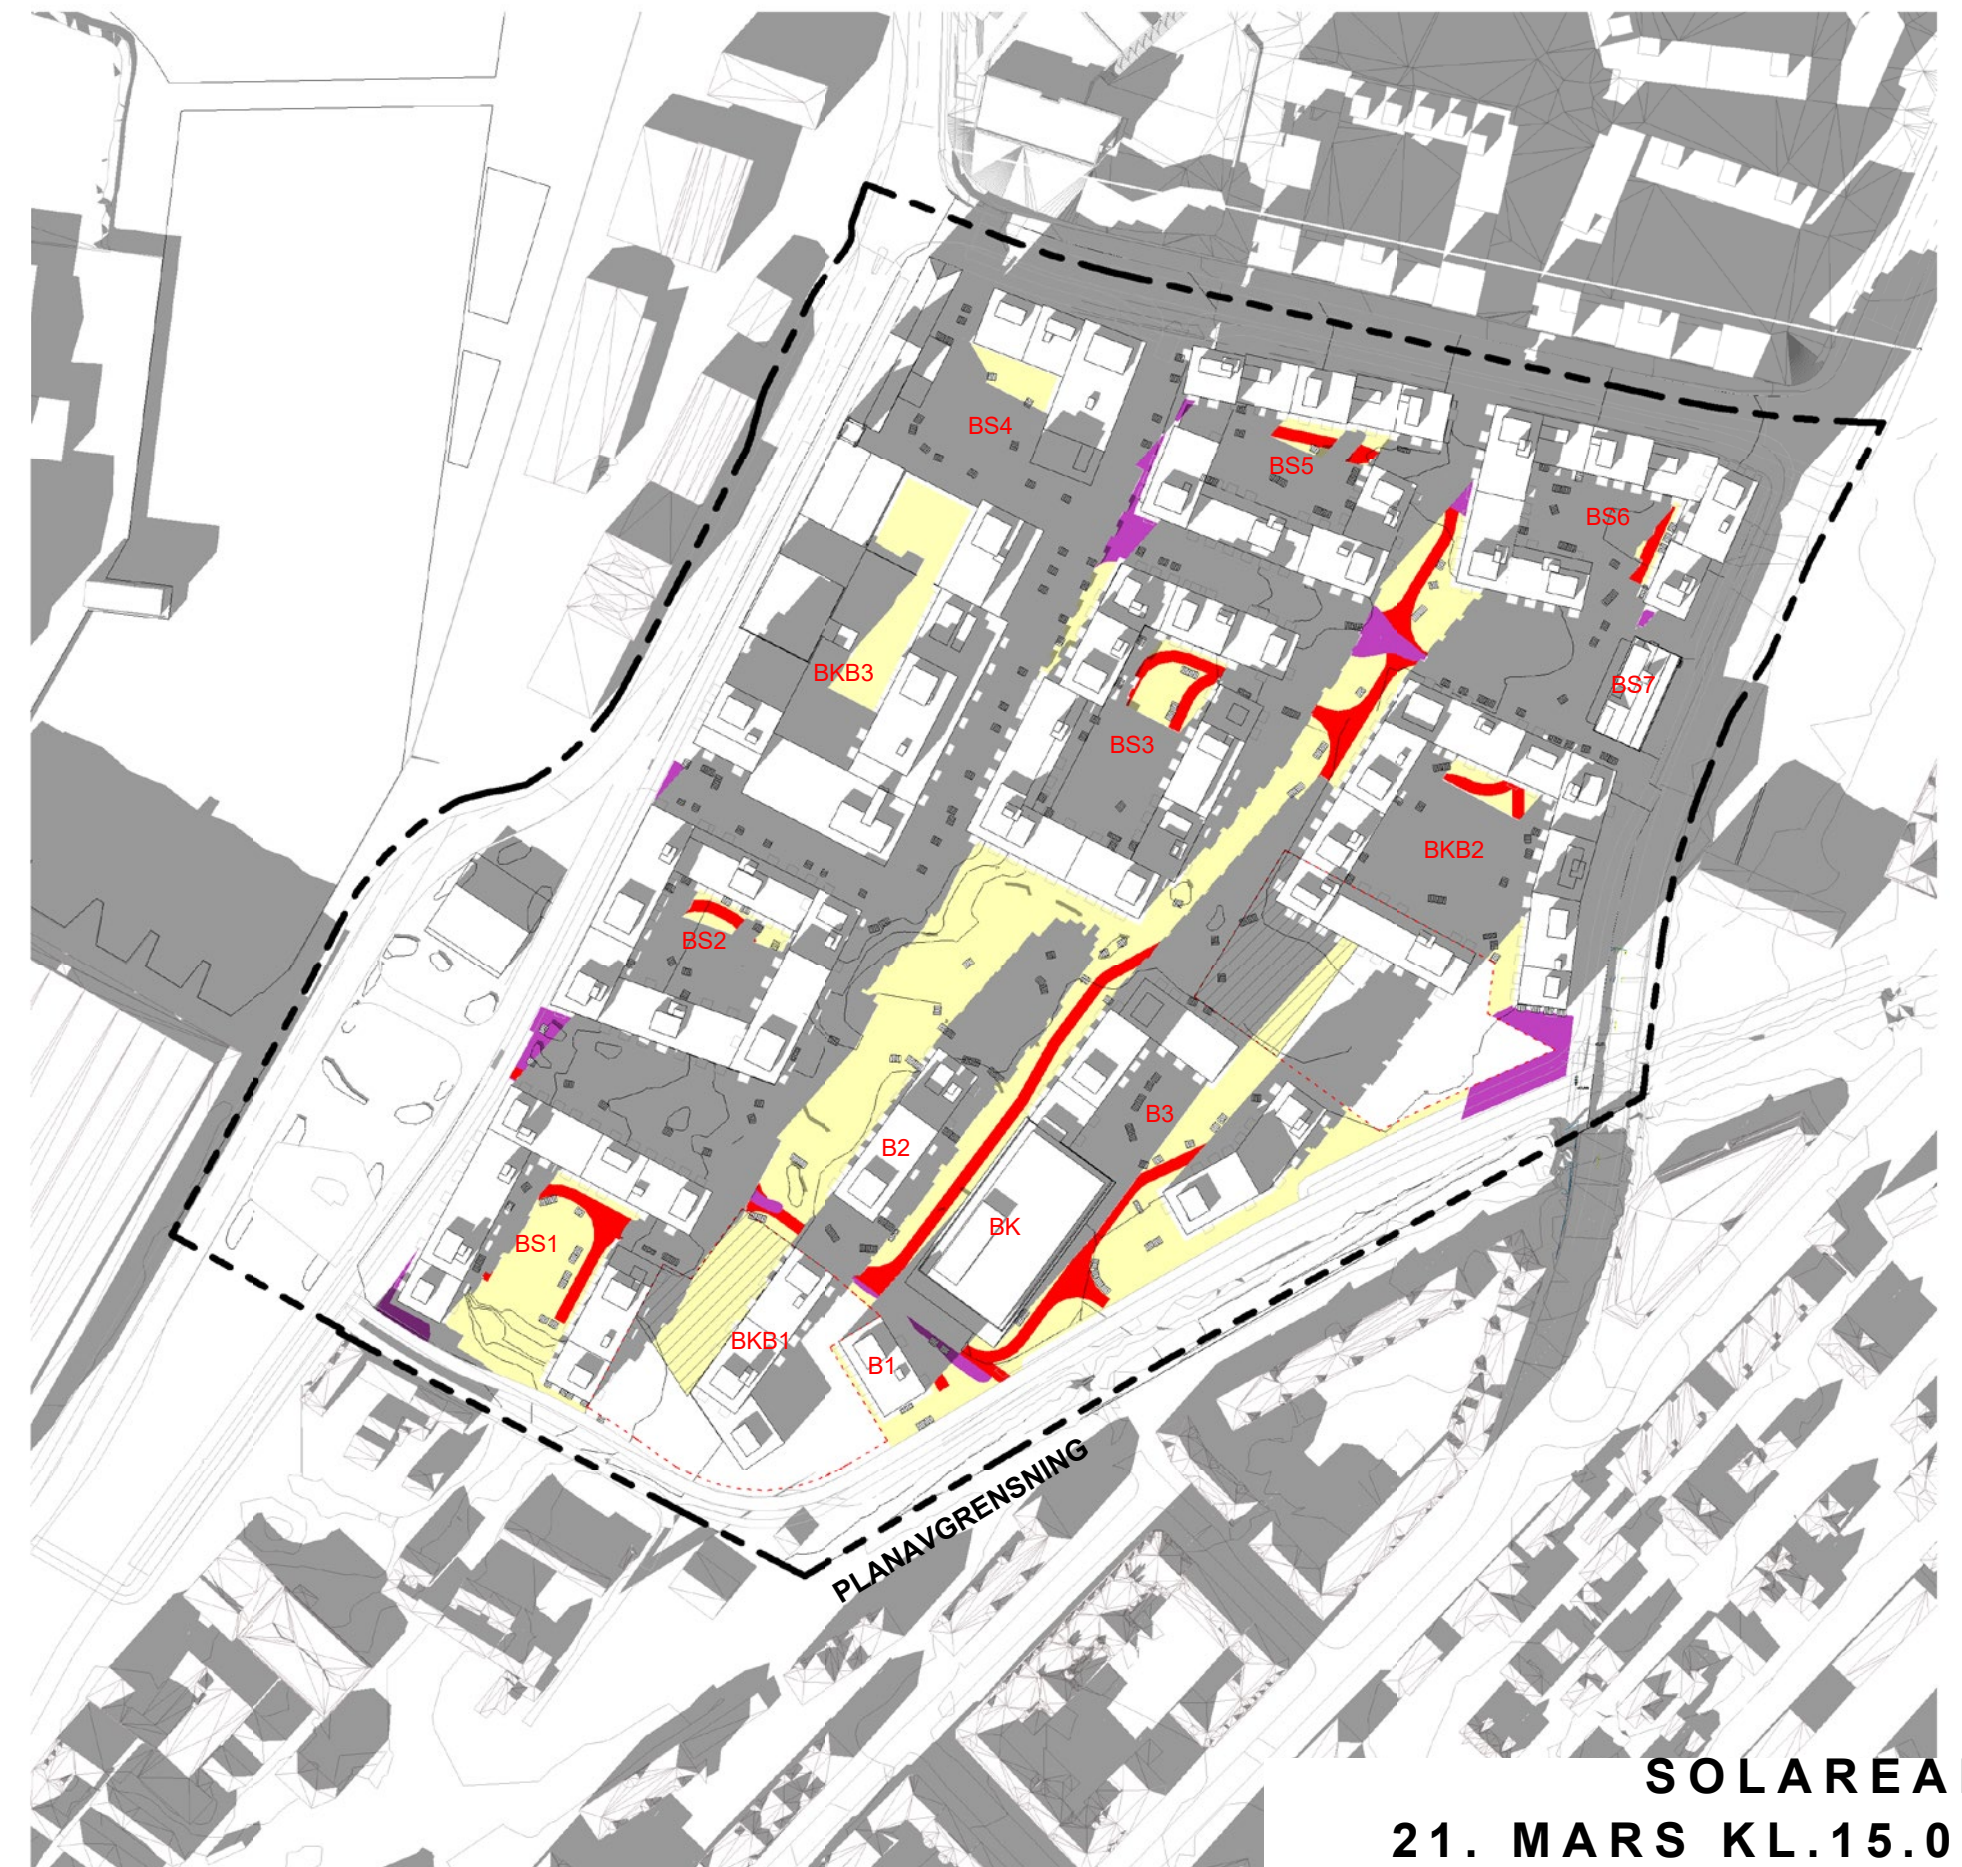 BS4
BS5
BS6
BKB3
BS7
BS3
BKB2
BS2
B3
B2
BK
BS1
BKB1
B1
PLANAVGRENSNING
SOLAREA
21. MARS KL.15.0